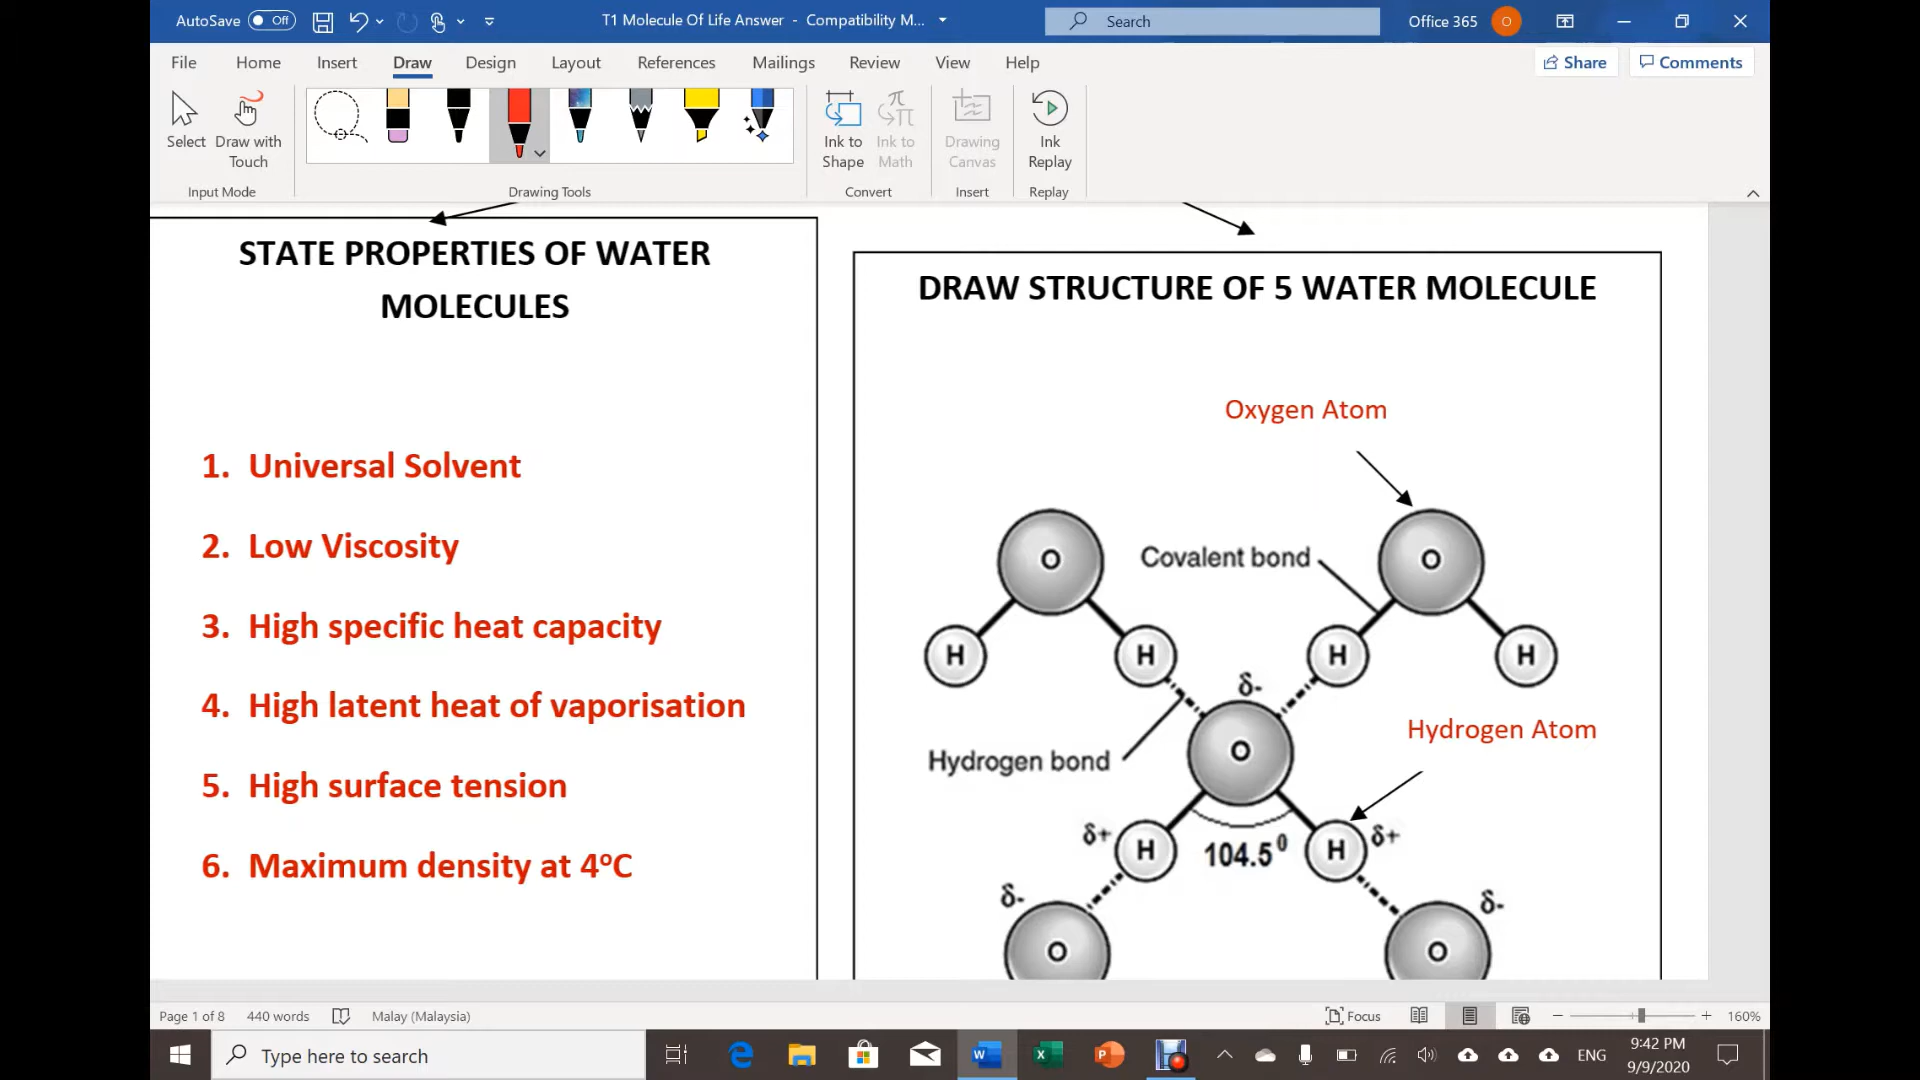 AutoSave Off
T1 Molecule Of Life Answer - Compatibility M...
Search
Office 365
O
File Home Insert Draw Design Layout References Mailings Review View Help
Share
Comments
Select
Draw with Touch
Ink to Shape
Ink to Math
Drawing Canvas
Ink Replay
Input Mode
Drawing Tools
Convert
Insert
Replay
STATE PROPERTIES OF WATER
MOLECULES
1. Universal Solvent
2. Low Viscosity
3. High specific heat capacity
4. High latent heat of vaporisation
5. High surface tension
6. Maximum density at 4°C
DRAW STRUCTURE OF 5 WATER MOLECULE
Oxygen Atom
O Covalent bond O
H H H H
δ-
Hydrogen Atom
Hydrogen bond O
δ+ H 104.5⁰ H δ+
δ- δ-
O O
Page 1 of 8 440 words Malay (Malaysia)
Focus
160%
Type here to search
ENG
9:42 PM
9/9/2020